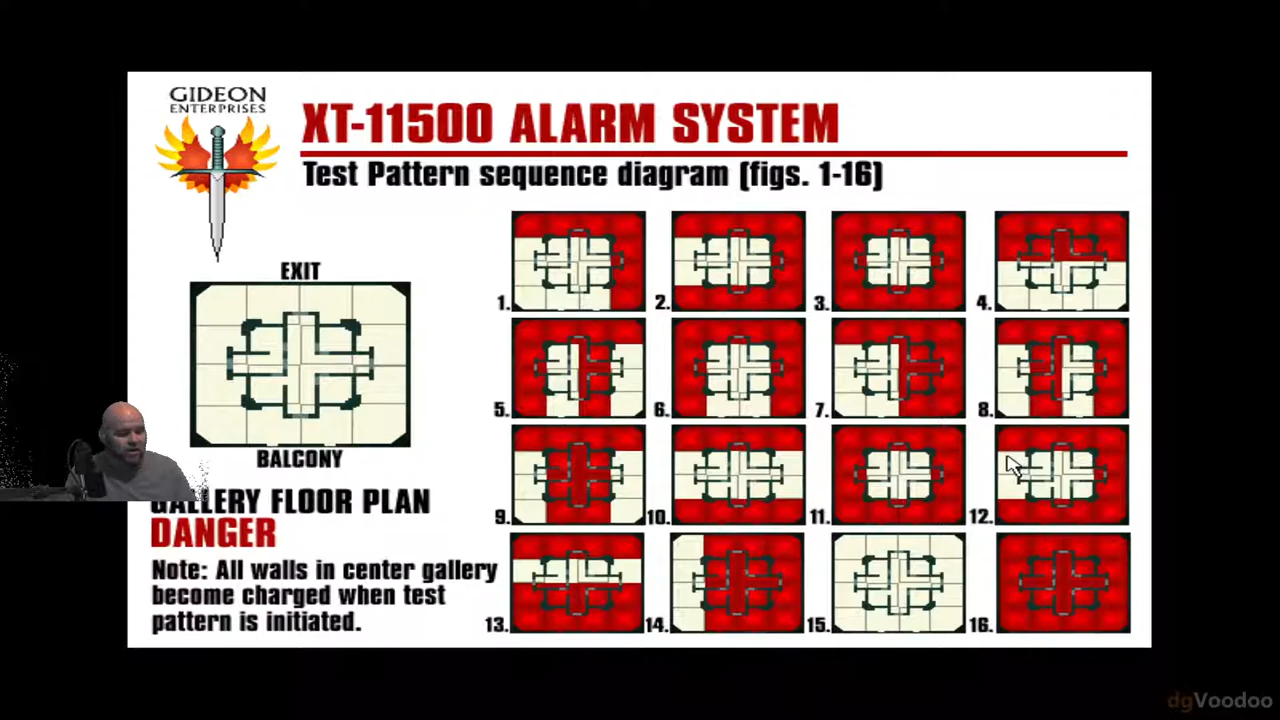 GIDEON
ENTERPRISES
XT-11500 ALARM SYSTEM
Test Pattern sequence diagram (figs. 1-16)
EXIT
BALCONY
GALLERY FLOOR PLAN
DANGER
Note: All walls in center gallery
become charged when test
pattern is initiated.
1. 2. 3. 4.
5. 6. 7. 8.
9. 10. 11. 12.
13. 14. 15. 16.
dgVoodoo